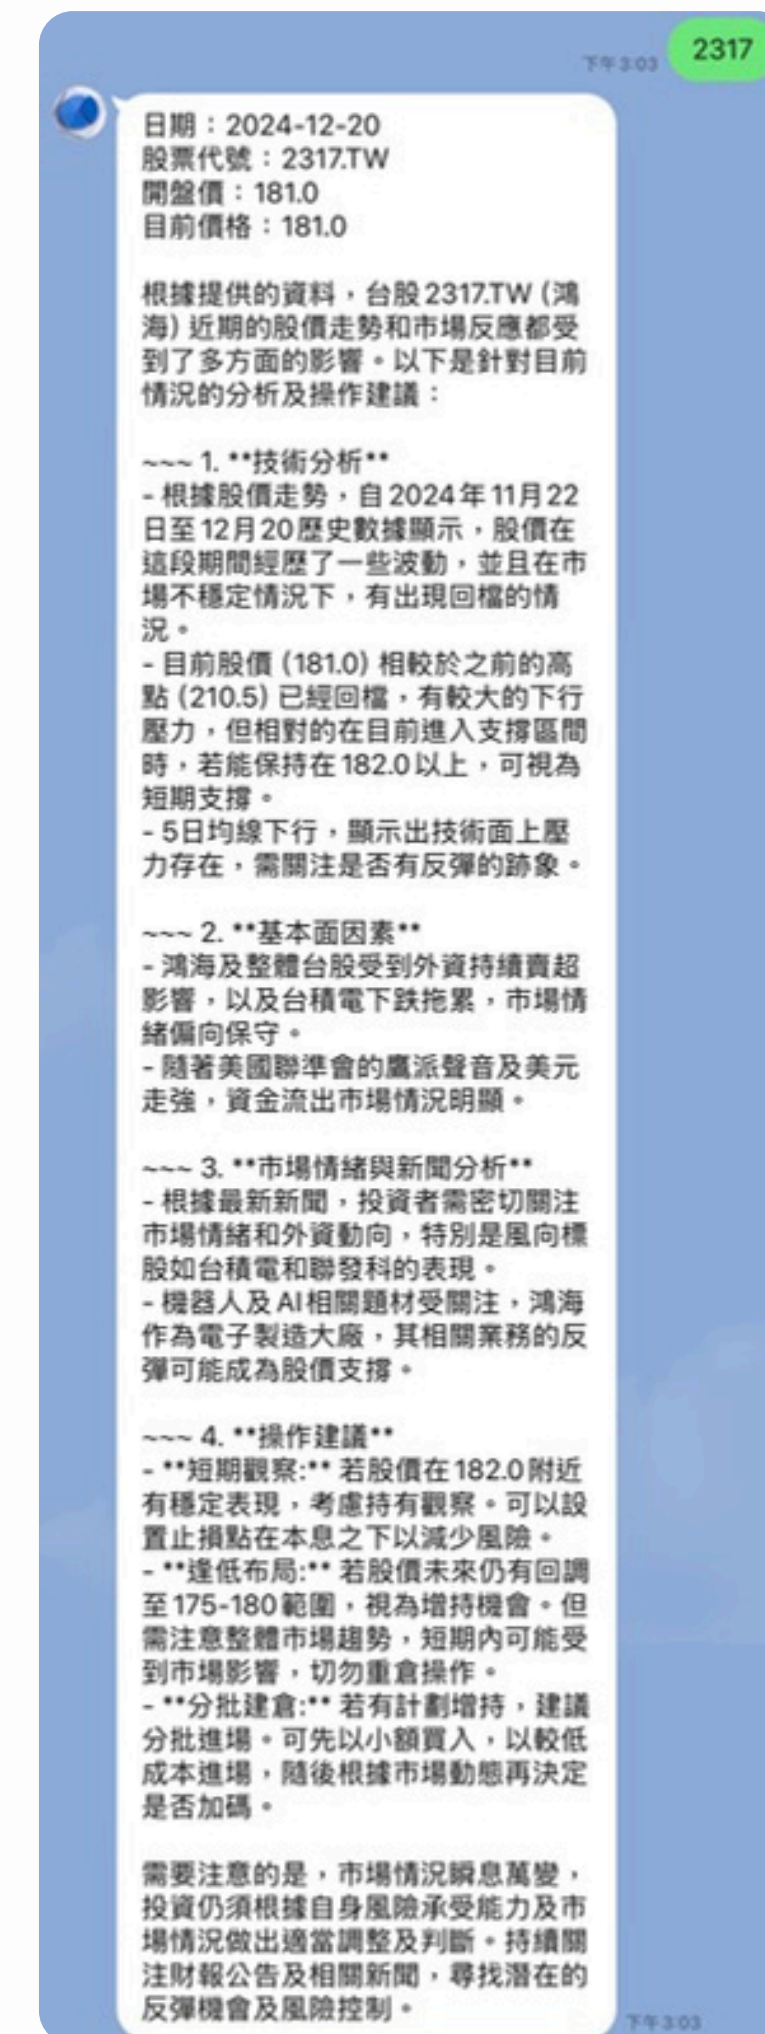 2317
下午3:03
日期：2024-12-20
股票代號：2317.TW
開盤價：181.0
目前價格：181.0
根據提供的資料，台股2317.TW (鴻
海) 近期的股價走勢和市場反應都受
到了多方面的影響。以下是針對目前
情況的分析及操作建議：
~~~ 1. **技術分析**
- 根據股價走勢，自2024年11月22
日至12月20歷史數據顯示，股價在
這段期間經歷了一些波動，並且在市
場不穩定情況下，有出現回檔的情
況。
- 目前股價 (181.0) 相較於之前的高
點 (210.5) 已經回檔，有較大的下行
壓力，但相對的在目前進入支撐區間
時，若能保持在182.0以上，可視為
短期支撐。
- 5日均線下行，顯示出技術面上壓
力存在，需關注是否有反彈的跡象。
~~~ 2. **基本面因素**
- 鴻海及整體台股受到外資持續賣超
影響，以及台積電下跌拖累，市場情
緒偏向保守。
- 隨著美國聯準會的鷹派聲音及美元
走強，資金流出市場情況明顯。
~~~ 3. **市場情緒與新聞分析**
- 根據最新新聞，投資者需密切關注
市場情緒和外資動向，特別是風向標
股如台積電和聯發科的表現。
- 機器人及AI相關題材受關注，鴻海
作為電子製造大廠，其相關業務的反
彈可能成為股價支撐。
~~~ 4. **操作建議**
- **短期觀察:** 若股價在182.0附近
有穩定表現，考慮持有觀察。可以設
置止損點在本息之下以減少風險。
- **逢低布局:** 若股價未來仍有回調
至175-180範圍，視為增持機會。但
需注意整體市場趨勢，短期內可能受
到市場影響，切勿重倉操作。
- **分批建倉:** 若有計劃增持，建議
分批進場。可先以小額買入，以較低
成本進場，隨後根據市場動態再決定
是否加碼。
需要注意的是，市場情況瞬息萬變，
投資仍須根據自身風險承受能力及市
場情況做出適當調整及判斷。持續關
注財報公告及相關新聞，尋找潛在的
反彈機會及風險控制。
下午3:03